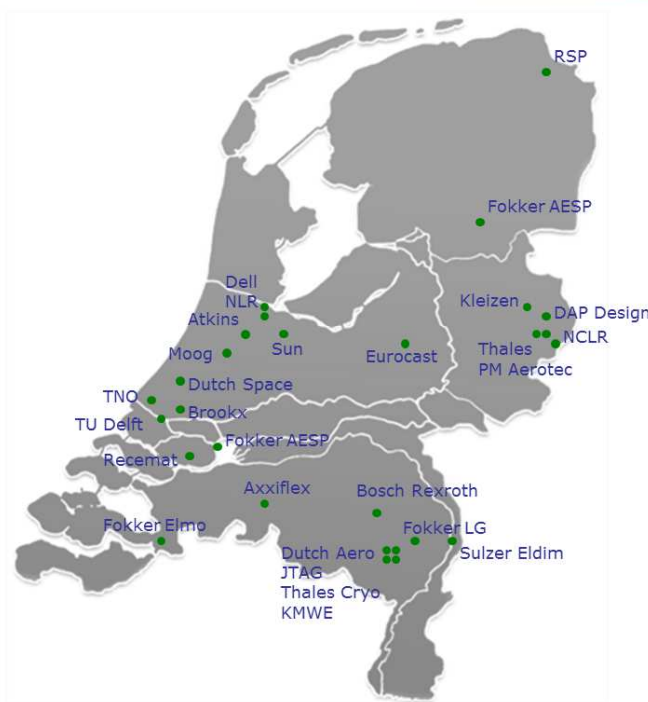 RSP
Fokker AESP
Dell
NLR
Kleizen
DAP Design
Atkins
Sun
Eurocast
Thales
NCLR
PM Aerotec
Moog
Dutch Space
TNO
Brookx
TU Delft
Fokker AESP
Recemat
Axxiflex
Bosch Rexroth
Fokker Elmo
Fokker LG
Dutch Aero
Sulzer Eldim
JTAG
Thales Cryo
KMWE